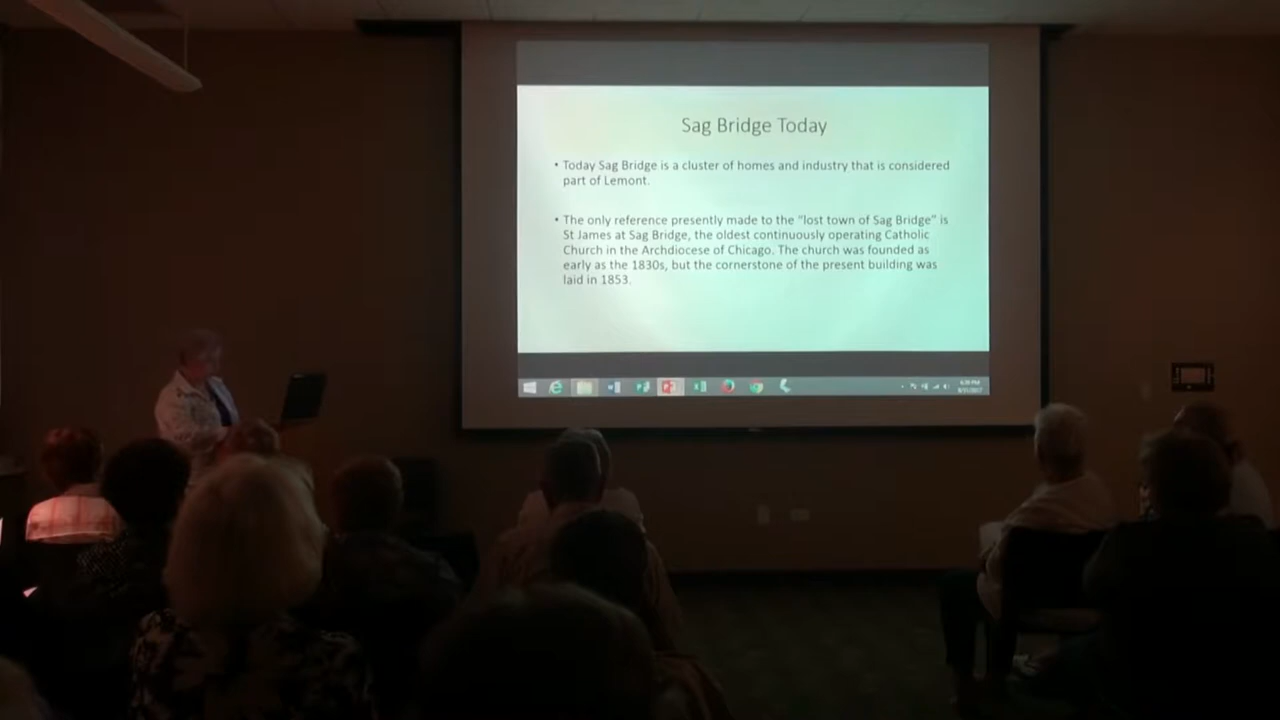 Sag Bridge Today
• Today Sag Bridge is a cluster of homes and industry that is considered
part of Lemont.
• The only reference presently made to the "lost town of Sag Bridge" is
St James at Sag Bridge, the oldest continuously operating Catholic
Church in the Archdiocese of Chicago. The church was founded as
early as the 1830s, but the cornerstone of the present building was
laid in 1853.